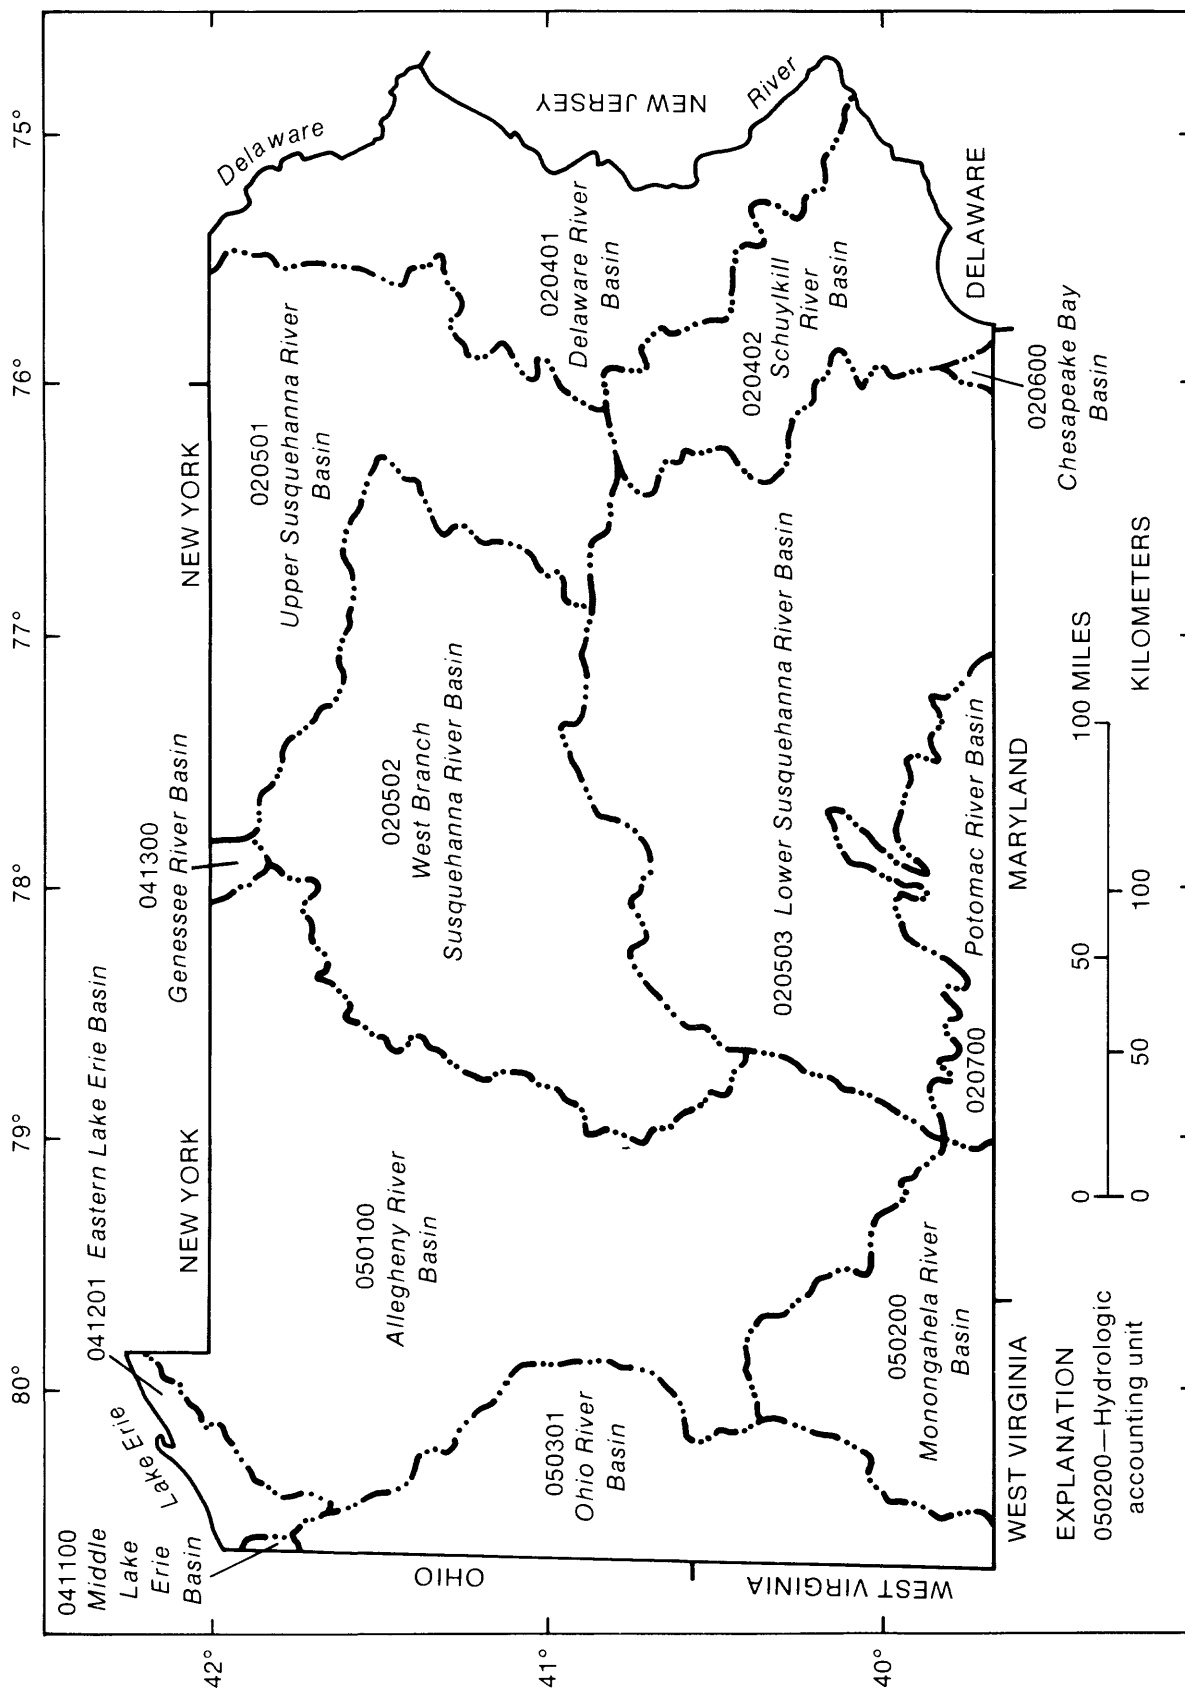 80°
79°
78°
77°
76°
75°
42°
41°
40°
041100
Middle
Lake
Erie
Basin
Lake Erie
041201 Eastern Lake Erie Basin
NEW YORK
041300
Genessee River Basin
NEW YORK
Delaware
River
NEW JERSEY
020501
Upper Susquehanna River
Basin
020502
West Branch
Susquehanna River Basin
050100
Allegheny River
Basin
050301
Ohio River
Basin
OHIO
WEST VIRGINIA
020401
Delaware River
Basin
020402
Schuylkill
River
Basin
020503 Lower Susquehanna River Basin
050200
Monongahela River
Basin
020700
Potomac River Basin
WEST VIRGINIA
MARYLAND
DELAWARE
020600
Chesapeake Bay
Basin
EXPLANATION
050200—Hydrologic
accounting unit
0
50
100 MILES
0
50
100
KILOMETERS